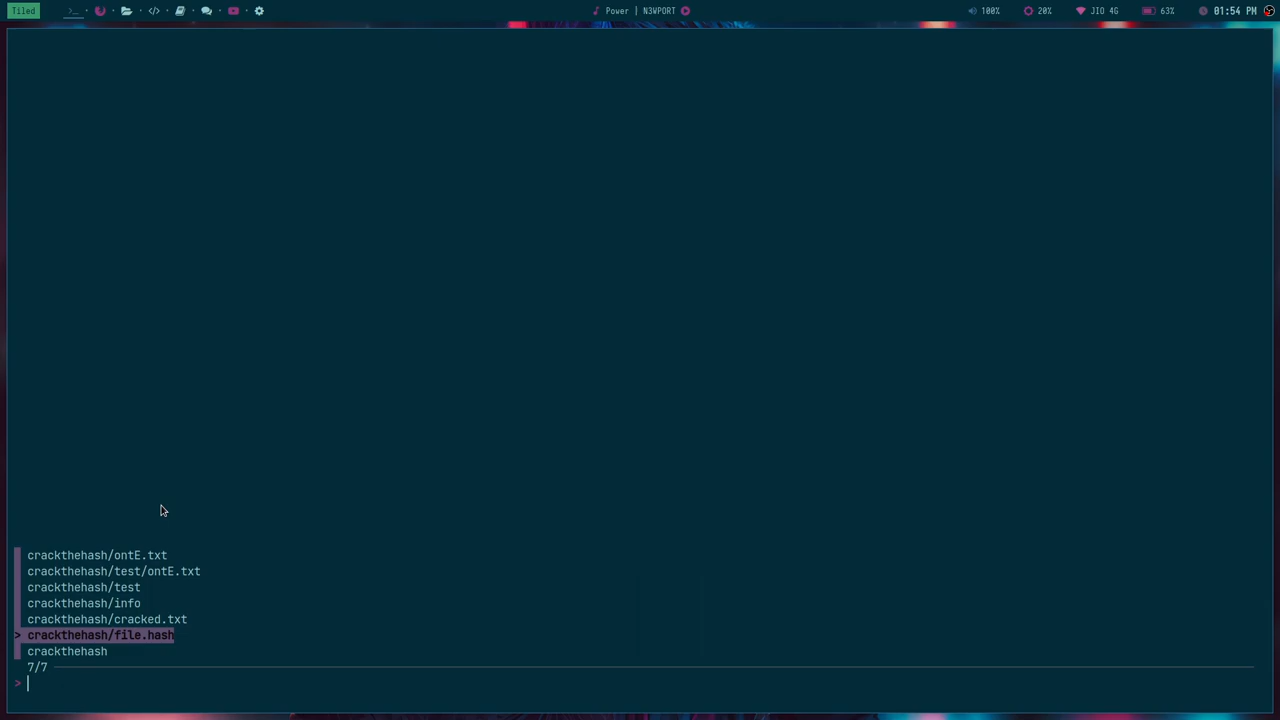 Tiled
Power | N3WPORT
100%
20%
JIO 4G
63%
01:54 PM
crackthehash/ontE.txt
crackthehash/test/ontE.txt
crackthehash/test
crackthehash/info
crackthehash/cracked.txt
> crackthehash/file.hash
crackthehash
7/7
>